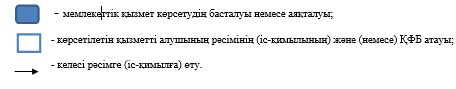 - мемлекеттік қызмет көрсетудің басталуы немесе аяқталуы;
- көрсетілетін қызметті алушының рәсімінің (іс-қимылының) және (немесе) ҚФБ атауы;
- келесі рәсімге (іс-қимылға) өту.